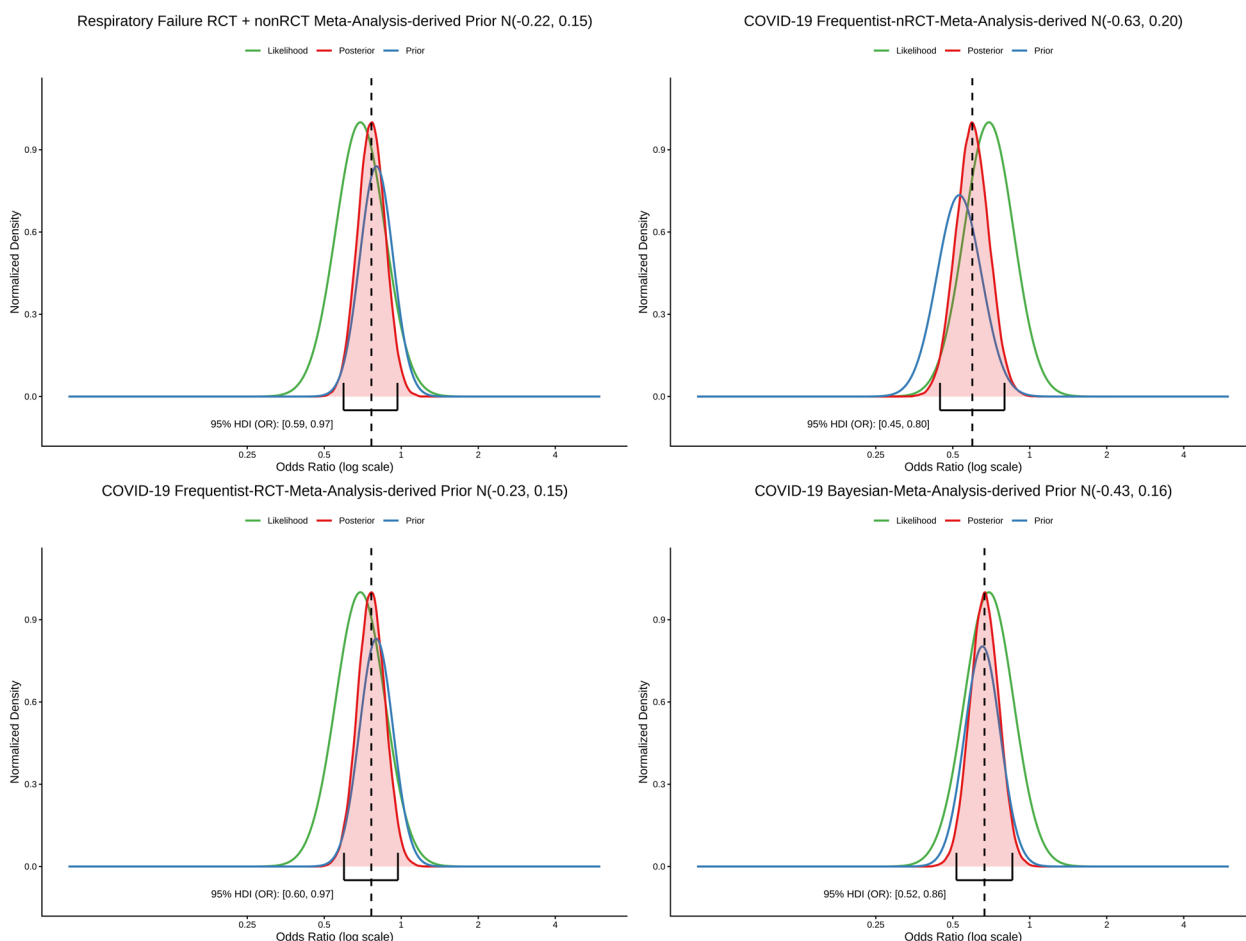 Respiratory Failure RCT + nonRCT Meta-Analysis-derived Prior N(-0.22, 0.15)
Likelihood Posterior Prior
Normalized Density
0.9
0.6
0.3
0.0
95% HDI (OR): [0.59, 0.97]
0.25 0.5 1 2 4
Odds Ratio (log scale)
COVID-19 Frequentist-nRCT-Meta-Analysis-derived N(-0.63, 0.20)
Likelihood Posterior Prior
Normalized Density
0.9
0.6
0.3
0.0
95% HDI (OR): [0.45, 0.80]
0.25 0.5 1 2 4
Odds Ratio (log scale)
COVID-19 Frequentist-RCT-Meta-Analysis-derived Prior N(-0.23, 0.15)
Likelihood Posterior Prior
Normalized Density
0.9
0.6
0.3
0.0
95% HDI (OR): [0.60, 0.97]
0.25 0.5 1 2 4
Odds Ratio (log scale)
COVID-19 Bayesian-Meta-Analysis-derived Prior N(-0.43, 0.16)
Likelihood Posterior Prior
Normalized Density
0.9
0.6
0.3
0.0
95% HDI (OR): [0.52, 0.86]
0.25 0.5 1 2 4
Odds Ratio (log scale)